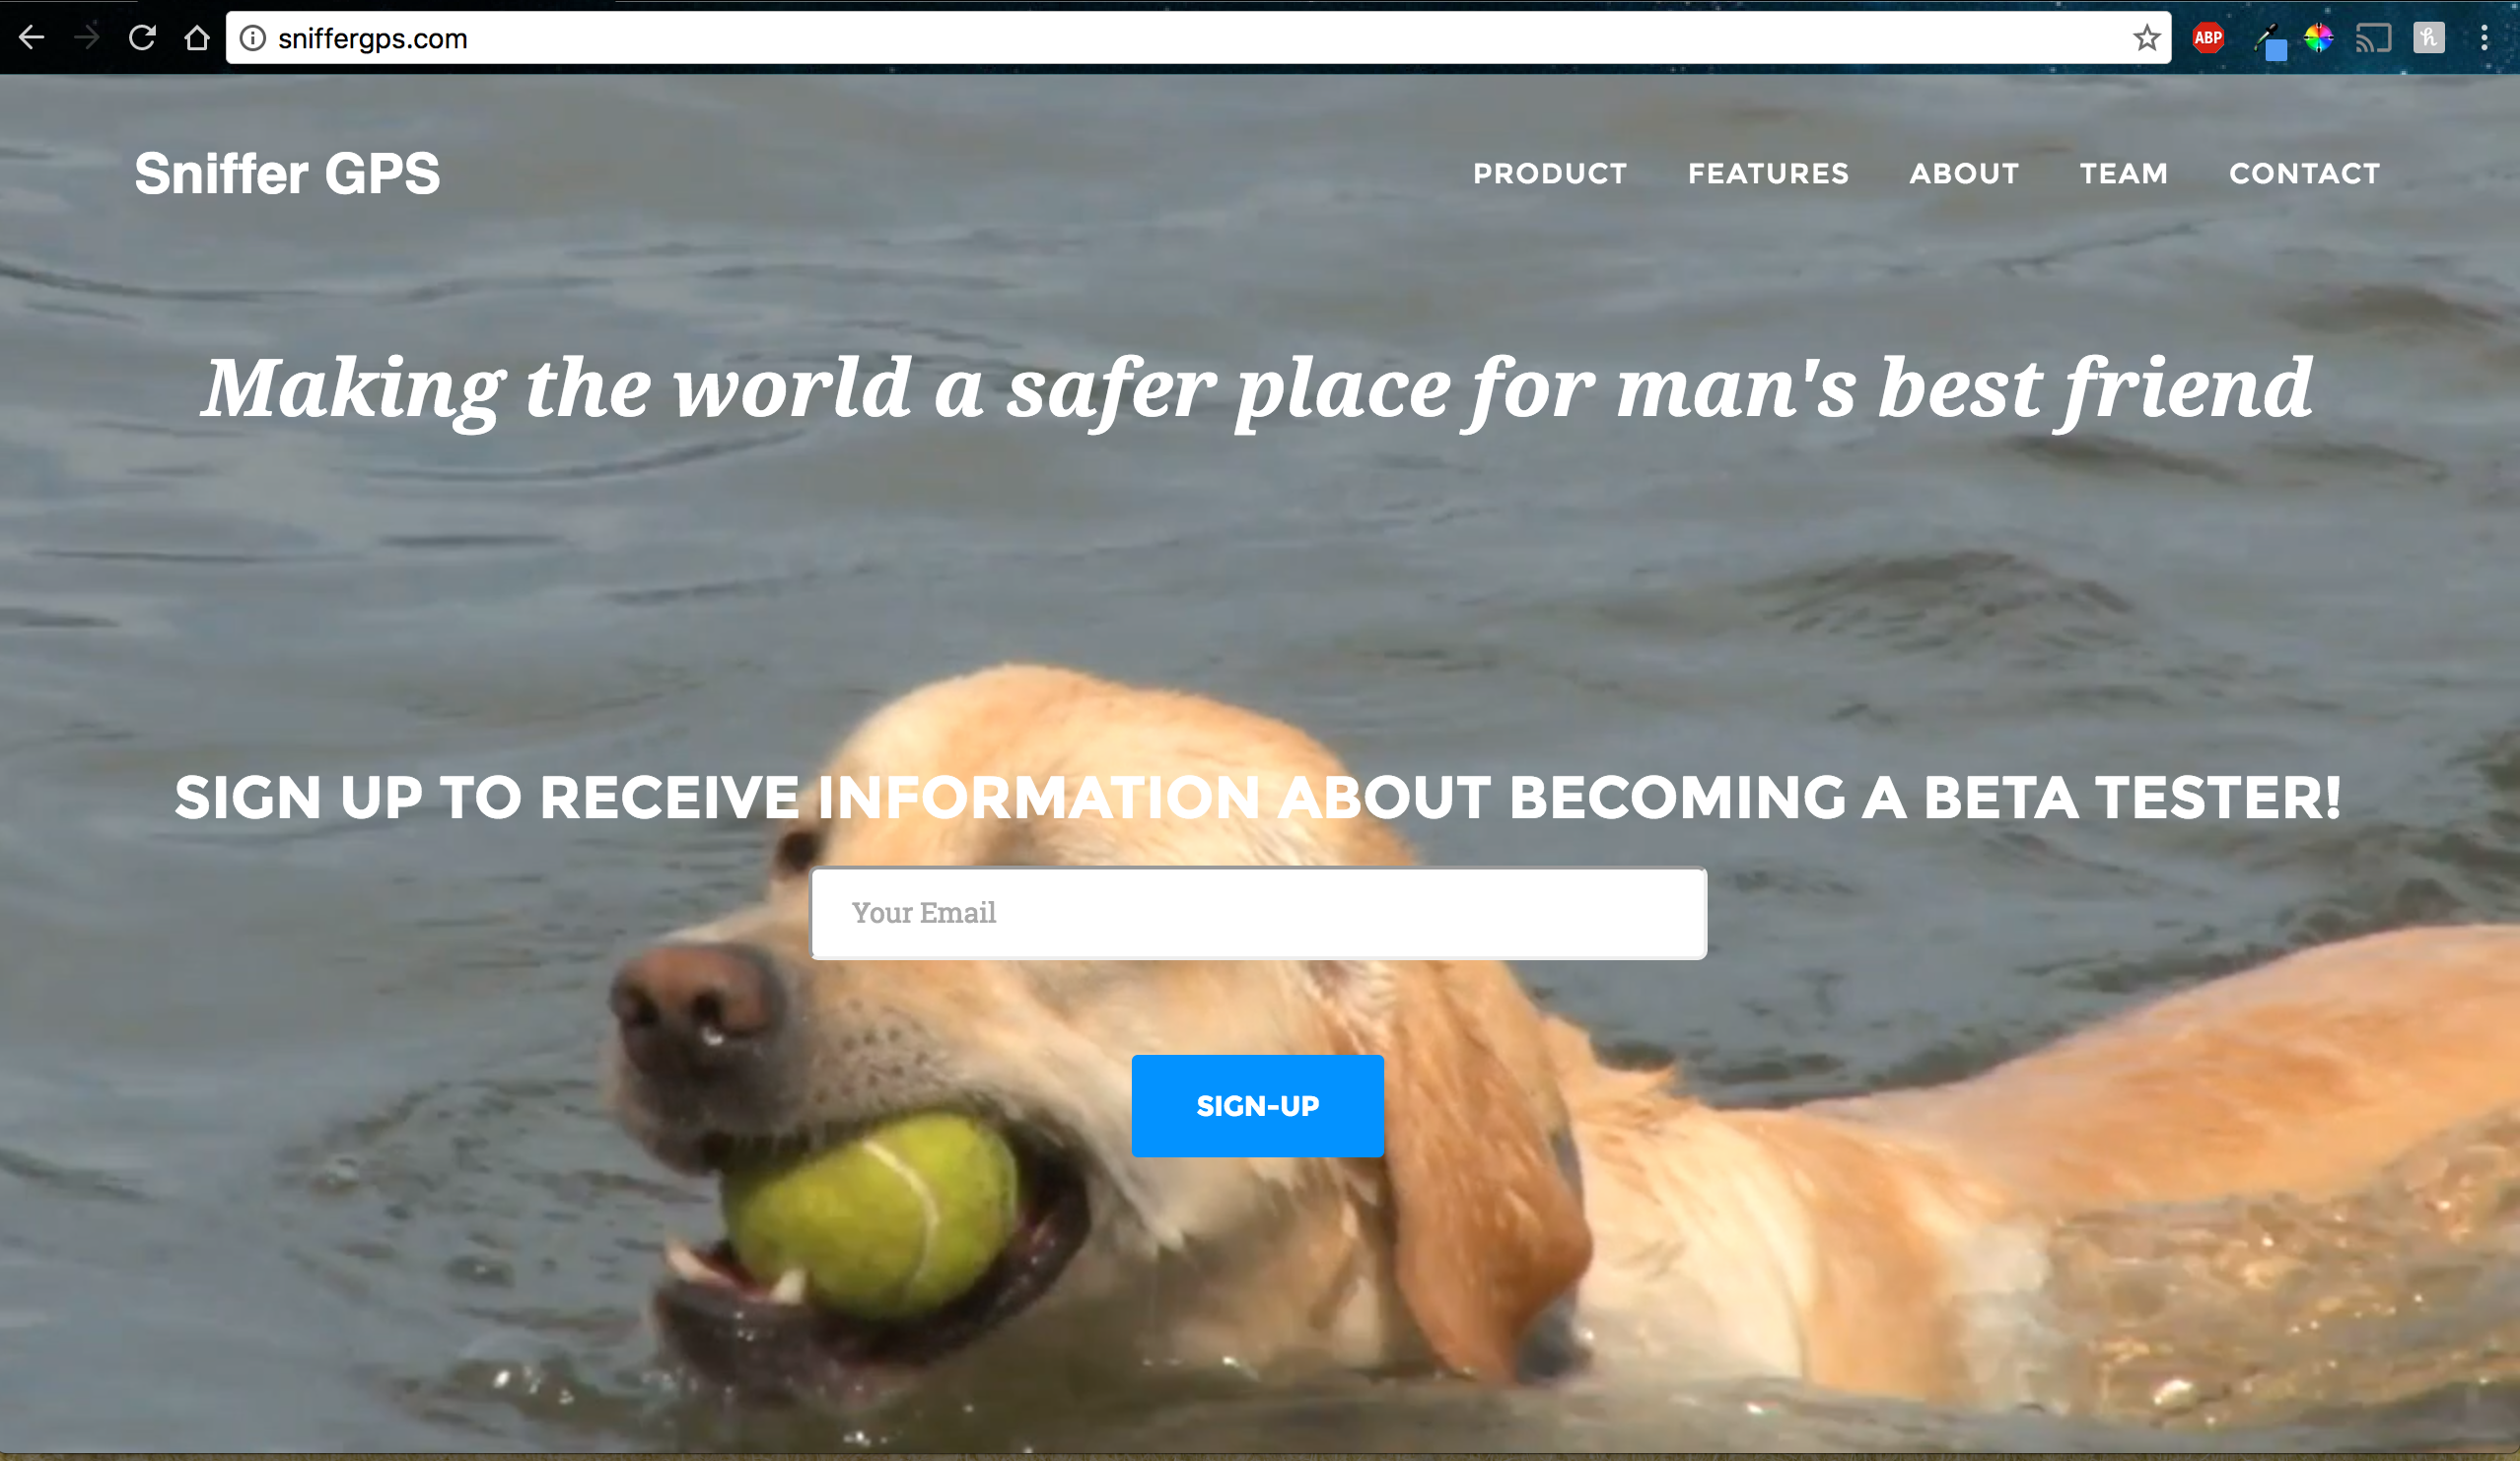 sniffergps.com
ABP
Sniffer GPS
PRODUCT FEATURES ABOUT TEAM CONTACT
Making the world a safer place for man's best friend
SIGN UP TO RECEIVE INFORMATION ABOUT BECOMING A BETA TESTER!
Your Email
SIGN-UP